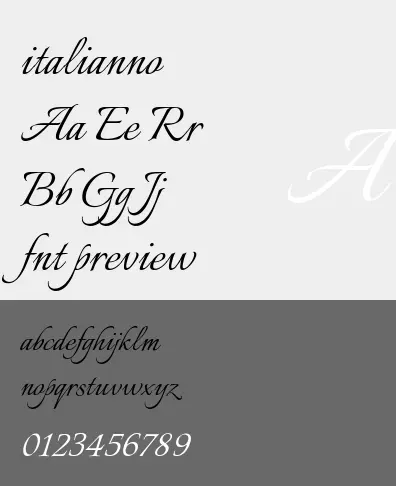 italianno
Aa Ee Rr
A
Bb Gg Jj
fnt preview
abcdefghijklm
nopqrstuvwxyz
0123456789